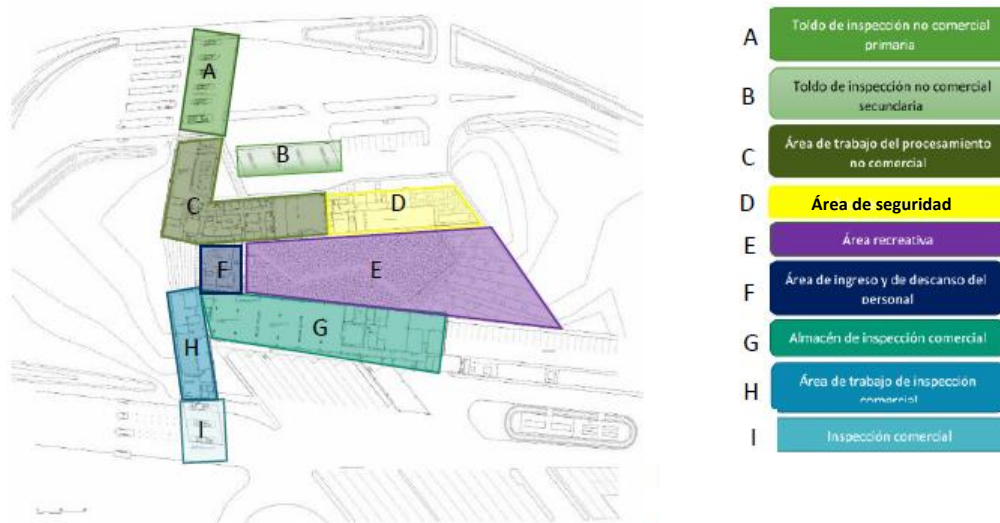 A
B
C
D
E
F
G
H
I
A Toldo de inspección no comercial
primaria
B Toldo de inspección no comercial
secundaria
C Área de trabajo del procesamiento
no comercial
D Área de seguridad
E Área recreativa
F Área de ingreso y de descanso del
personal
G Almacén de inspección comercial
H Área de trabajo de inspección
comercial
I Inspección comercial